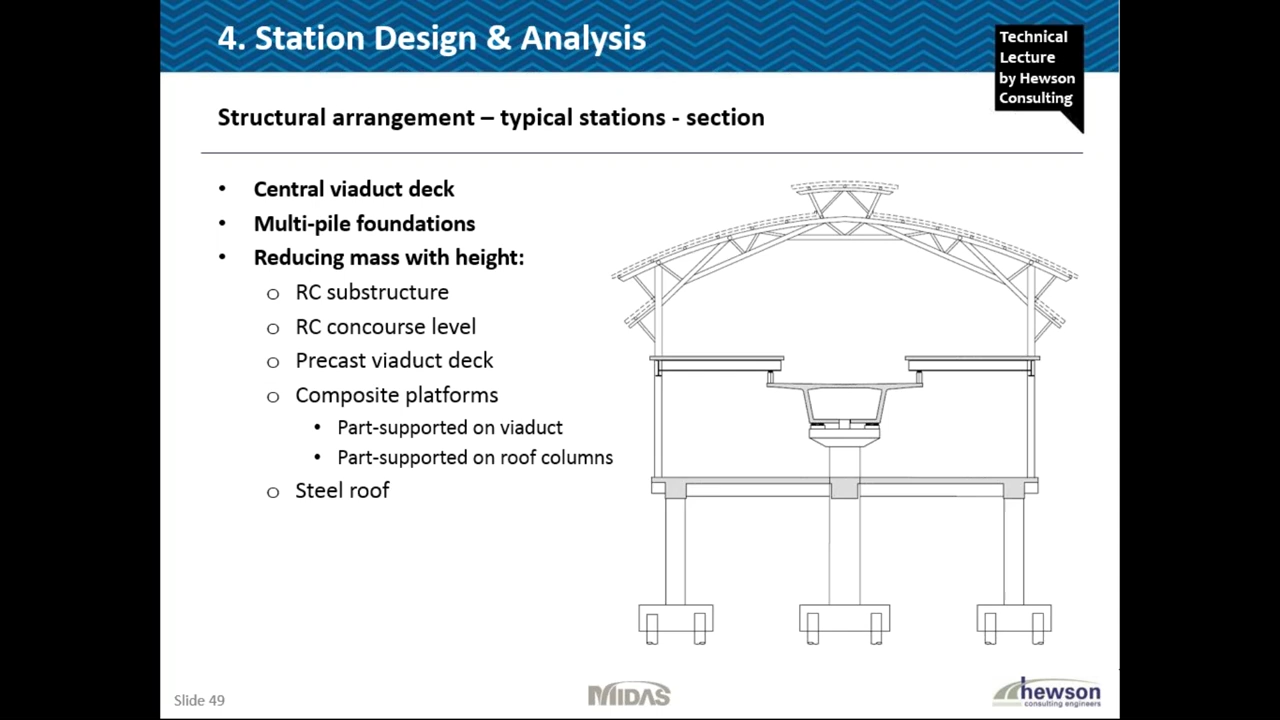 4. Station Design & Analysis
Technical
Lecture
by Hewson
Consulting
Structural arrangement – typical stations - section
• Central viaduct deck
• Multi-pile foundations
• Reducing mass with height:
o RC substructure
o RC concourse level
o Precast viaduct deck
o Composite platforms
• Part-supported on viaduct
• Part-supported on roof columns
o Steel roof
Slide 49
MIDAS
hewson
consulting engineers